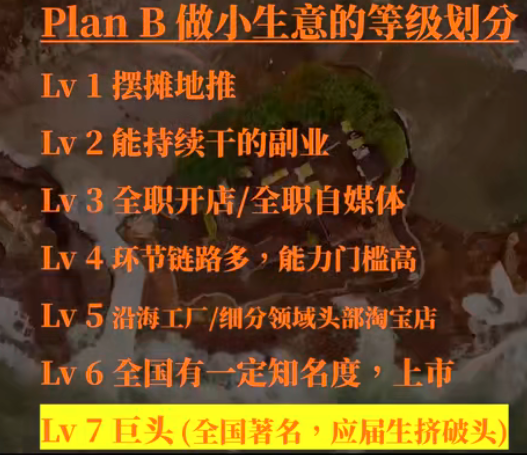 Plan B 做小生意的等级划分
Lv 1 摆摊地推
Lv 2 能持续干的副业
Lv 3 全职开店/全职自媒体
Lv 4 环节链路多，能力门槛高
Lv 5 沿海工厂/细分领域头部淘宝店
Lv 6 全国有一定知名度，上市
Lv 7 巨头 (全国著名，应届生挤破头)